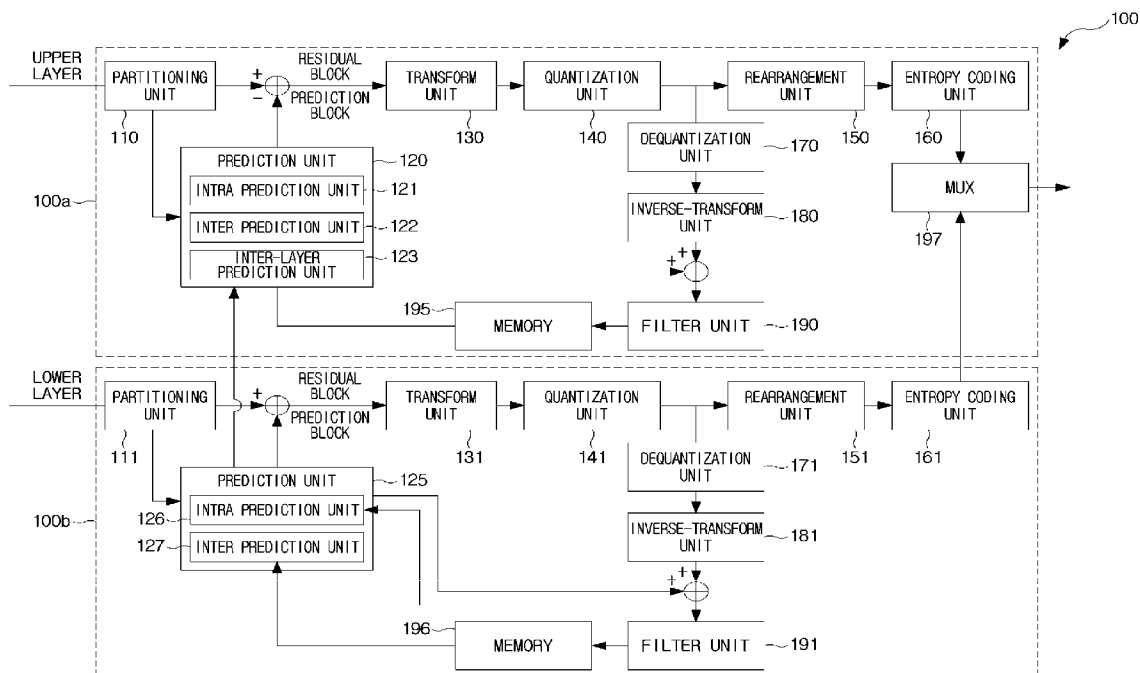 100
UPPER
LAYER
PARTITIONING
UNIT
110
+
−
RESIDUAL
BLOCK
PREDICTION
BLOCK
TRANSFORM
UNIT
130
QUANTIZATION
UNIT
140
REARRANGEMENT
UNIT
150
ENTROPY CODING
UNIT
160
DEQUANTIZATION
UNIT
170
PREDICTION UNIT
120
INTRA PREDICTION UNIT
121
INTER PREDICTION UNIT
122
INTER-LAYER
PREDICTION UNIT
123
100a
INVERSE-TRANSFORM
UNIT
180
+
+
MUX
197
195
MEMORY
FILTER UNIT
190
LOWER
LAYER
PARTITIONING
UNIT
111
+
RESIDUAL
BLOCK
PREDICTION
BLOCK
TRANSFORM
UNIT
131
QUANTIZATION
UNIT
141
REARRANGEMENT
UNIT
151
ENTROPY CODING
UNIT
161
DEQUANTIZATION
UNIT
171
PREDICTION UNIT
125
INTRA PREDICTION UNIT
126
INTER PREDICTION UNIT
127
100b
INVERSE-TRANSFORM
UNIT
181
+
+
196
MEMORY
FILTER UNIT
191